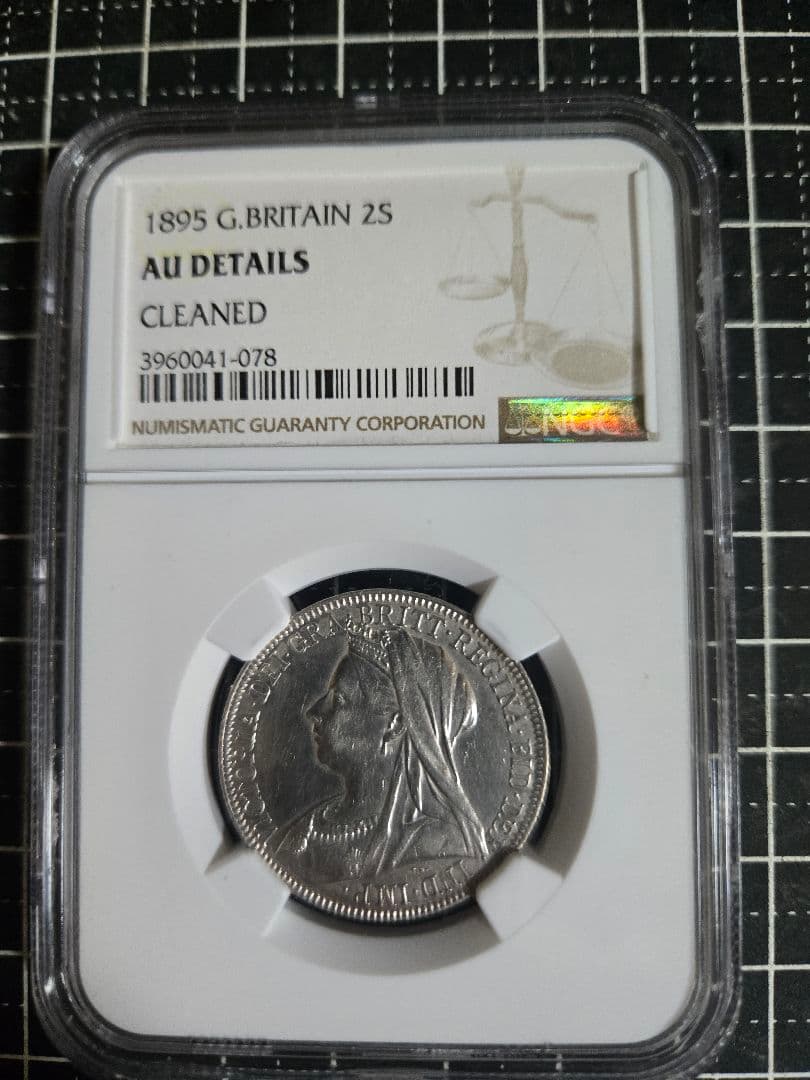 1895 G.BRITAIN 2S
AU DETAILS
CLEANED
3960041-078
NUMISMATIC GUARANTY CORPORATION
NGC
VICTORIA·DEI·GRA·BRITT·REGINA·FID·DEF·IND·IMP·